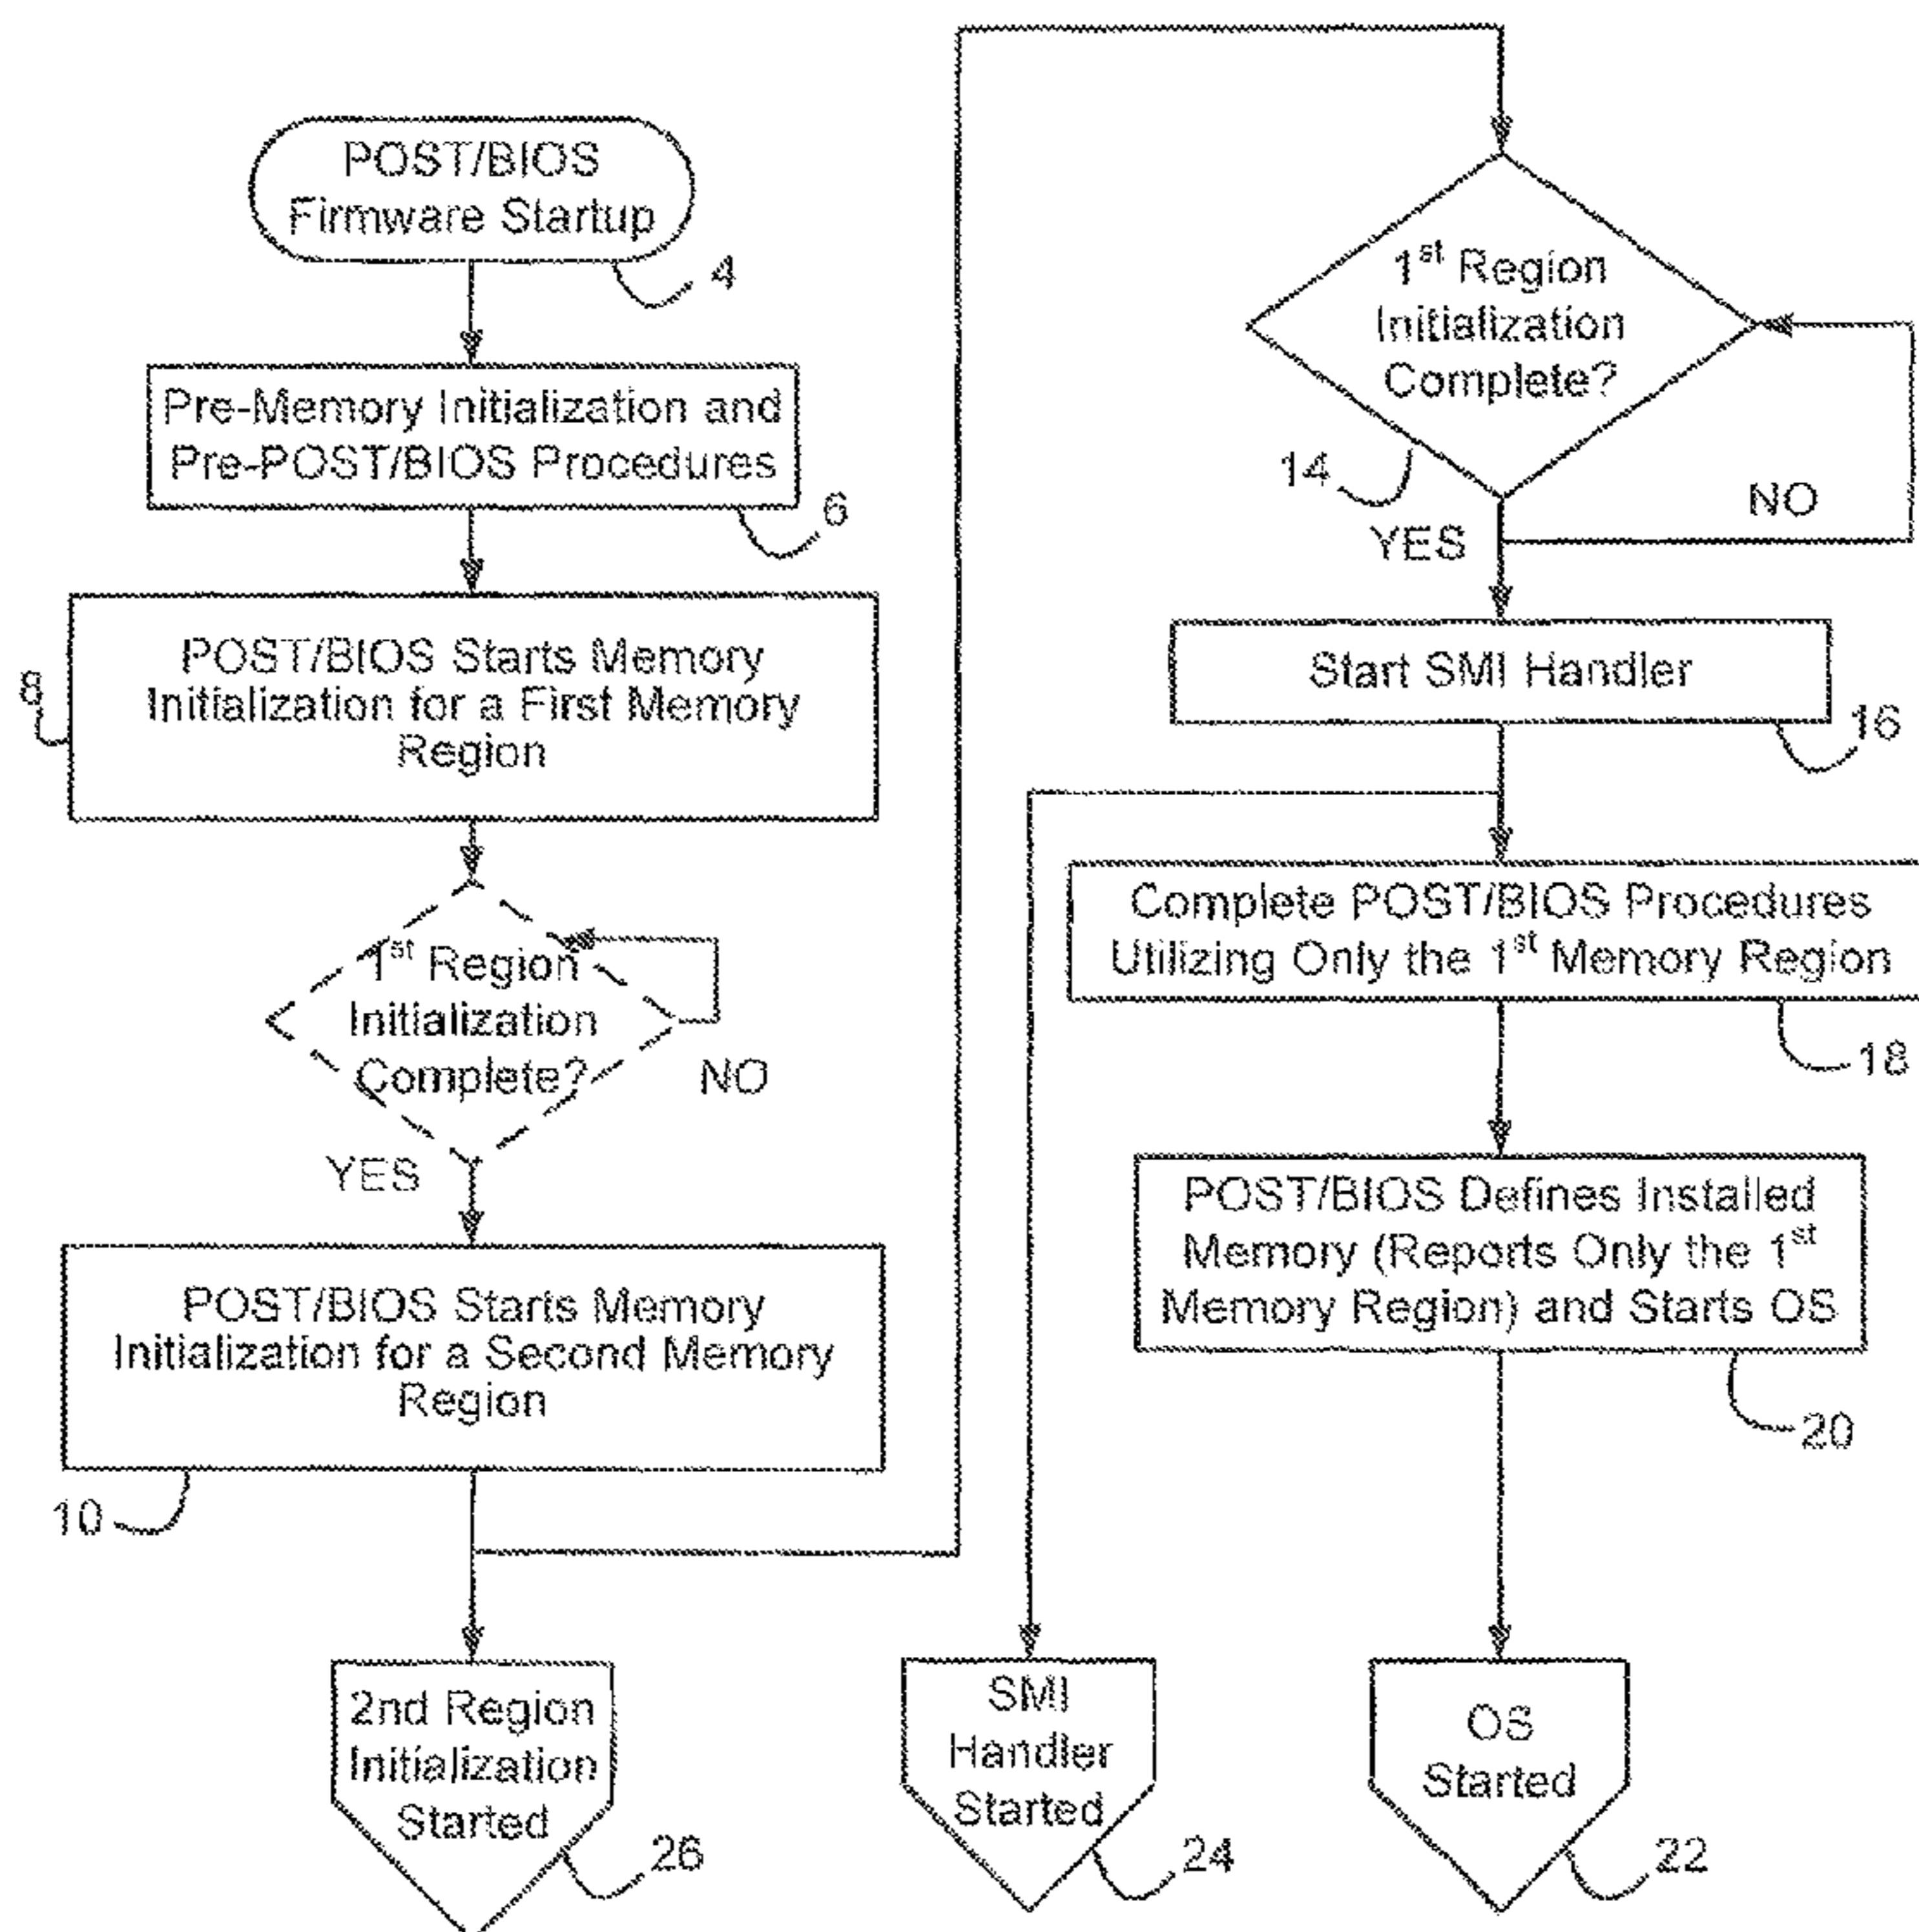 POST/BIOS
Firmware Startup
4
Pre-Memory Initialization and
Pre-POST/BIOS Procedures
6
POST/BIOS Starts Memory
Initialization for a First Memory
Region
8
1st Region
Initialization
Complete?
NO
YES
POST/BIOS Starts Memory
Initialization for a Second Memory
Region
10
2nd Region
Initialization
Started
26
1st Region
Initialization
Complete?
14
NO
YES
Start SMI Handler
16
Complete POST/BIOS Procedures
Utilizing Only the 1st Memory Region
18
POST/BIOS Defines Installed
Memory (Reports Only the 1st
Memory Region) and Starts OS
20
SMI
Handler
Started
24
OS
Started
22